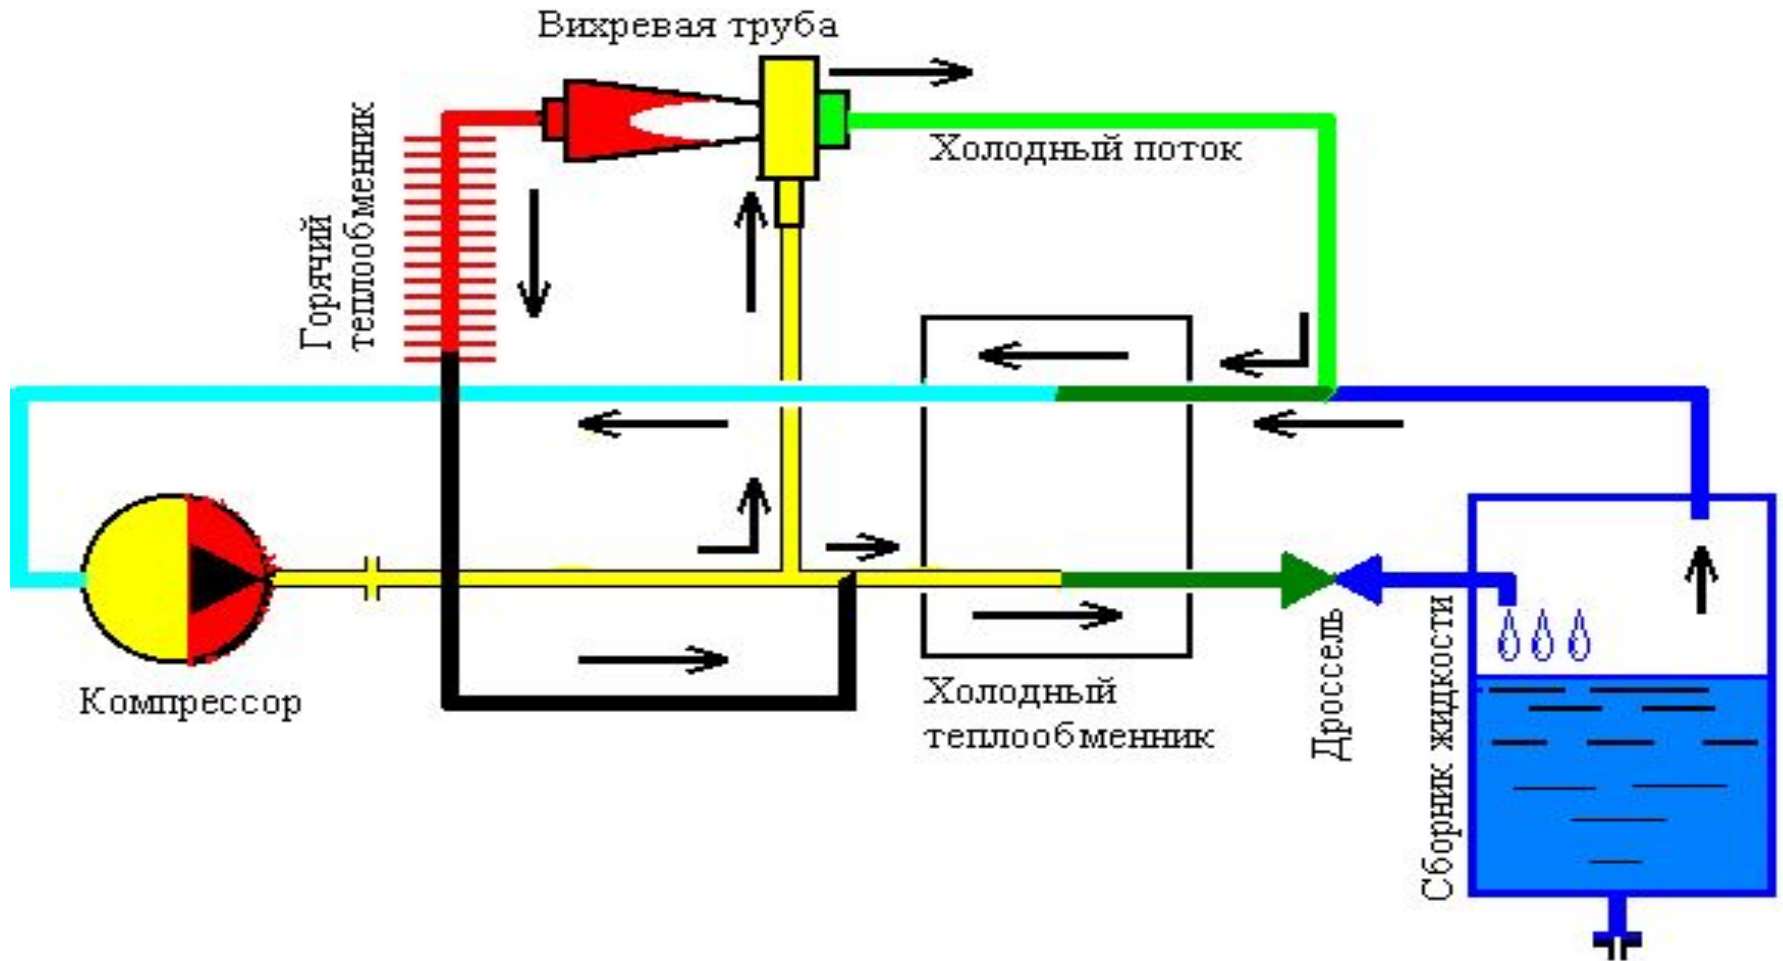 Вихревая труба
Холодный поток
Горячий
теплообменник
Компрессор
Холодный
теплообменник
Дроссель
Сборник жидкости